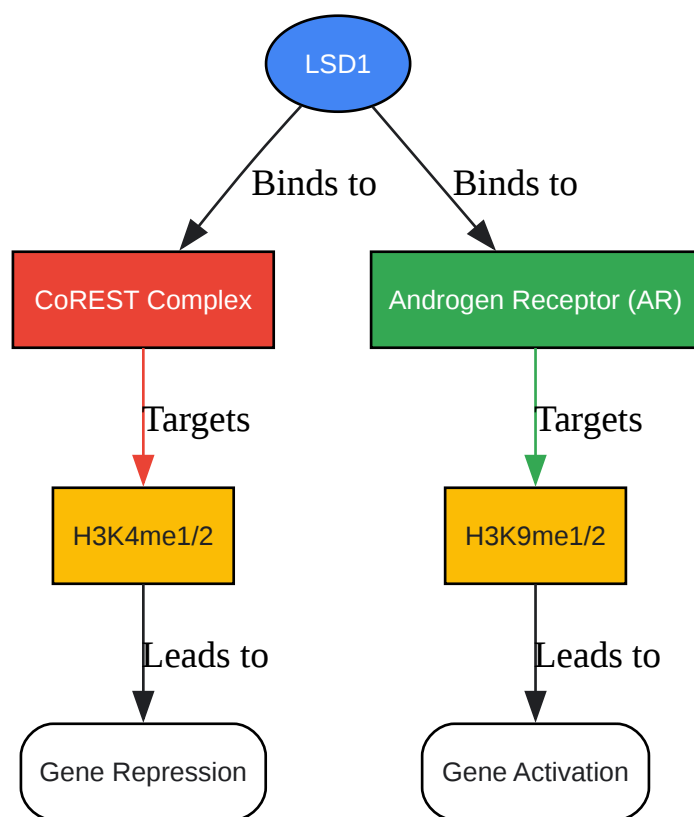 LSD1
Binds to
Binds to
CoREST Complex
Androgen Receptor (AR)
Targets
Targets
H3K4me1/2
H3K9me1/2
Leads to
Leads to
Gene Repression
Gene Activation